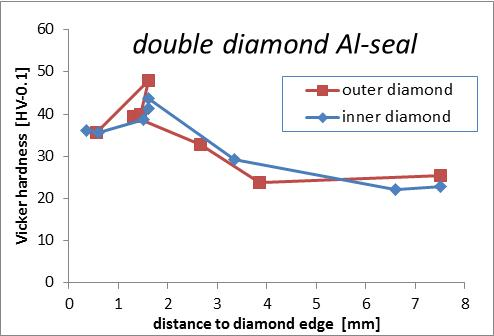 double diamond Al-seal
outer diamond
inner diamond
Vicker hardness [HV-0.1]
60
50
40
30
20
10
0
0 1 2 3 4 5 6 7 8
distance to diamond edge [mm]